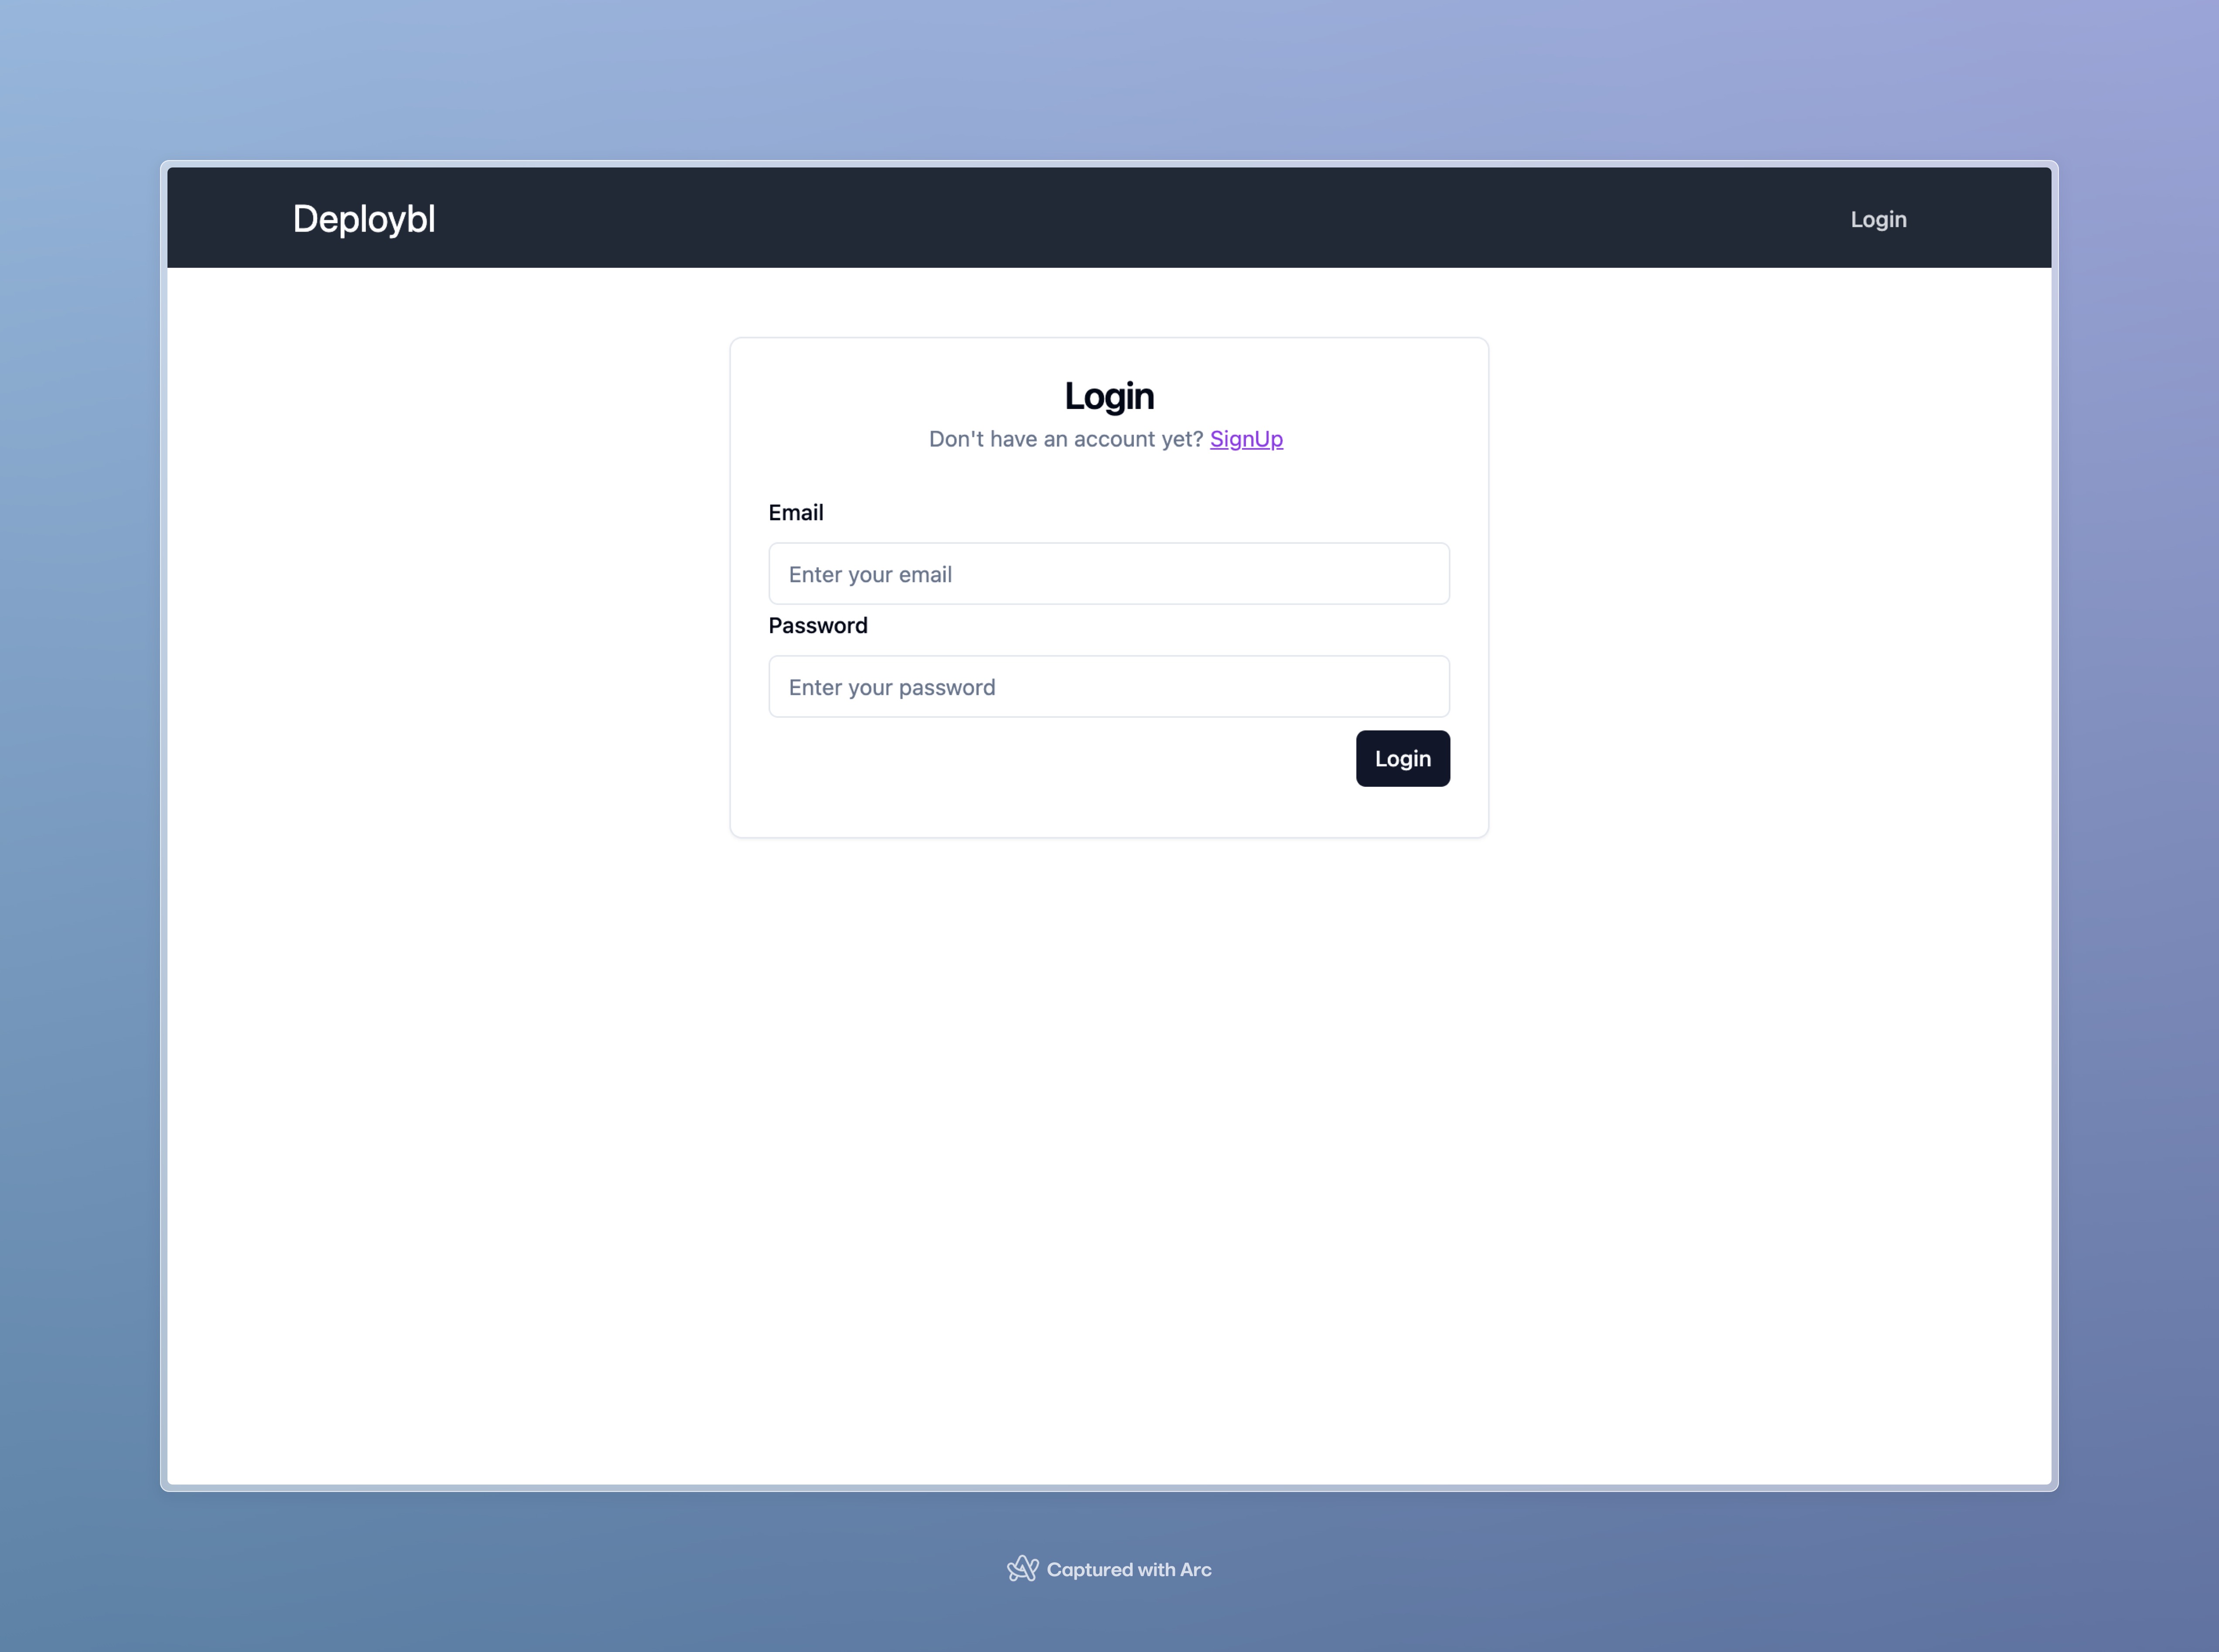 Deploybl
Login
Login
Don't have an account yet? SignUp
Email
Enter your email
Password
Enter your password
Login
Captured with Arc